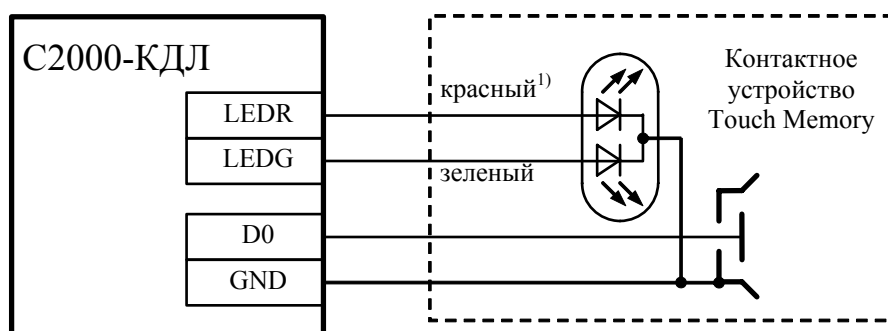 С2000-КДЛ
Контактное
устройство
Touch Memory
красный¹⁾
LEDR
LEDG
зеленый
D0
GND